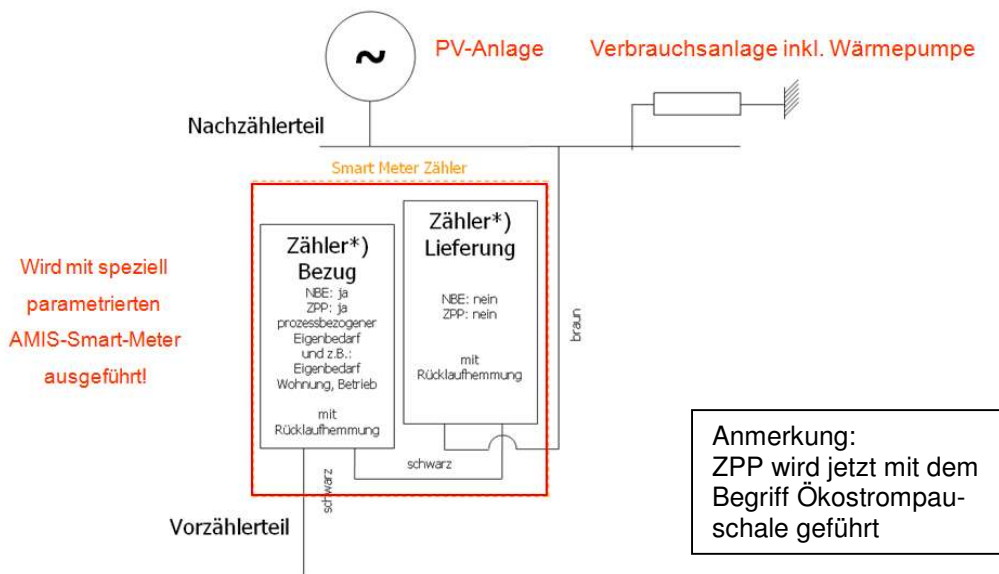 ~
PV-Anlage
Verbrauchsanlage inkl. Wärmepumpe
Nachzählerteil
Smart Meter Zähler
Zähler*)
Bezug
NBE: ja
ZPP: ja
prozessbezogener
Eigenbedarf
und z.B.:
Eigenbedarf
Wohnung, Betrieb
mit
Rücklaufhemmung
Zähler*)
Lieferung
NBE: nein
ZPP: nein
mit
Rücklaufhemmung
braun
Wird mit speziell
parametrierten
AMIS-Smart-Meter
ausgeführt!
schwarz
schwarz
Vorzählerteil
Anmerkung:
ZPP wird jetzt mit dem
Begriff Ökostrompau-
schale geführt